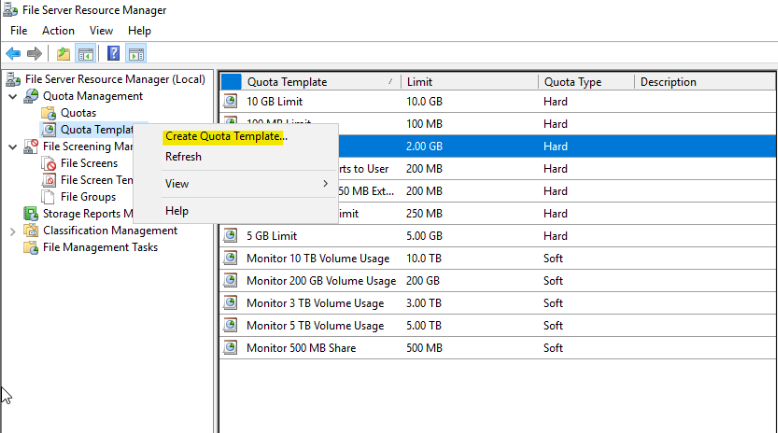 File Server Resource Manager
File Action View Help
File Server Resource Manager (Local)
Quota Management
Quotas
Quota Templat
File Screening Mar
File Screens
File Screen Ten
File Groups
Storage Reports M
Classification Management
File Management Tasks
Create Quota Template...
Refresh
View
Help
Quota Template Limit Quota Type Description
10 GB Limit 10.0 GB Hard
100 MB Limit 100 MB Hard
2.00 GB Hard
rts to User 200 MB Hard
50 MB Ext... 200 MB Hard
imit 250 MB Hard
5 GB Limit 5.00 GB Hard
Monitor 10 TB Volume Usage 10.0 TB Soft
Monitor 200 GB Volume Usage 200 GB Soft
Monitor 3 TB Volume Usage 3.00 TB Soft
Monitor 5 TB Volume Usage 5.00 TB Soft
Monitor 500 MB Share 500 MB Soft